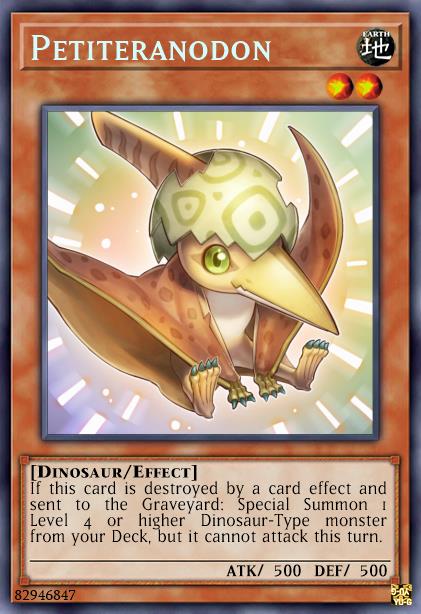 PETITERANODON
EARTH
地
[DINOSAUR/EFFECT]
If this card is destroyed by a card effect and
sent to the Graveyard: Special Summon 1
Level 4 or higher Dinosaur-Type monster
from your Deck, but it cannot attack this turn.
ATK/ 500 DEF/ 500
82946847